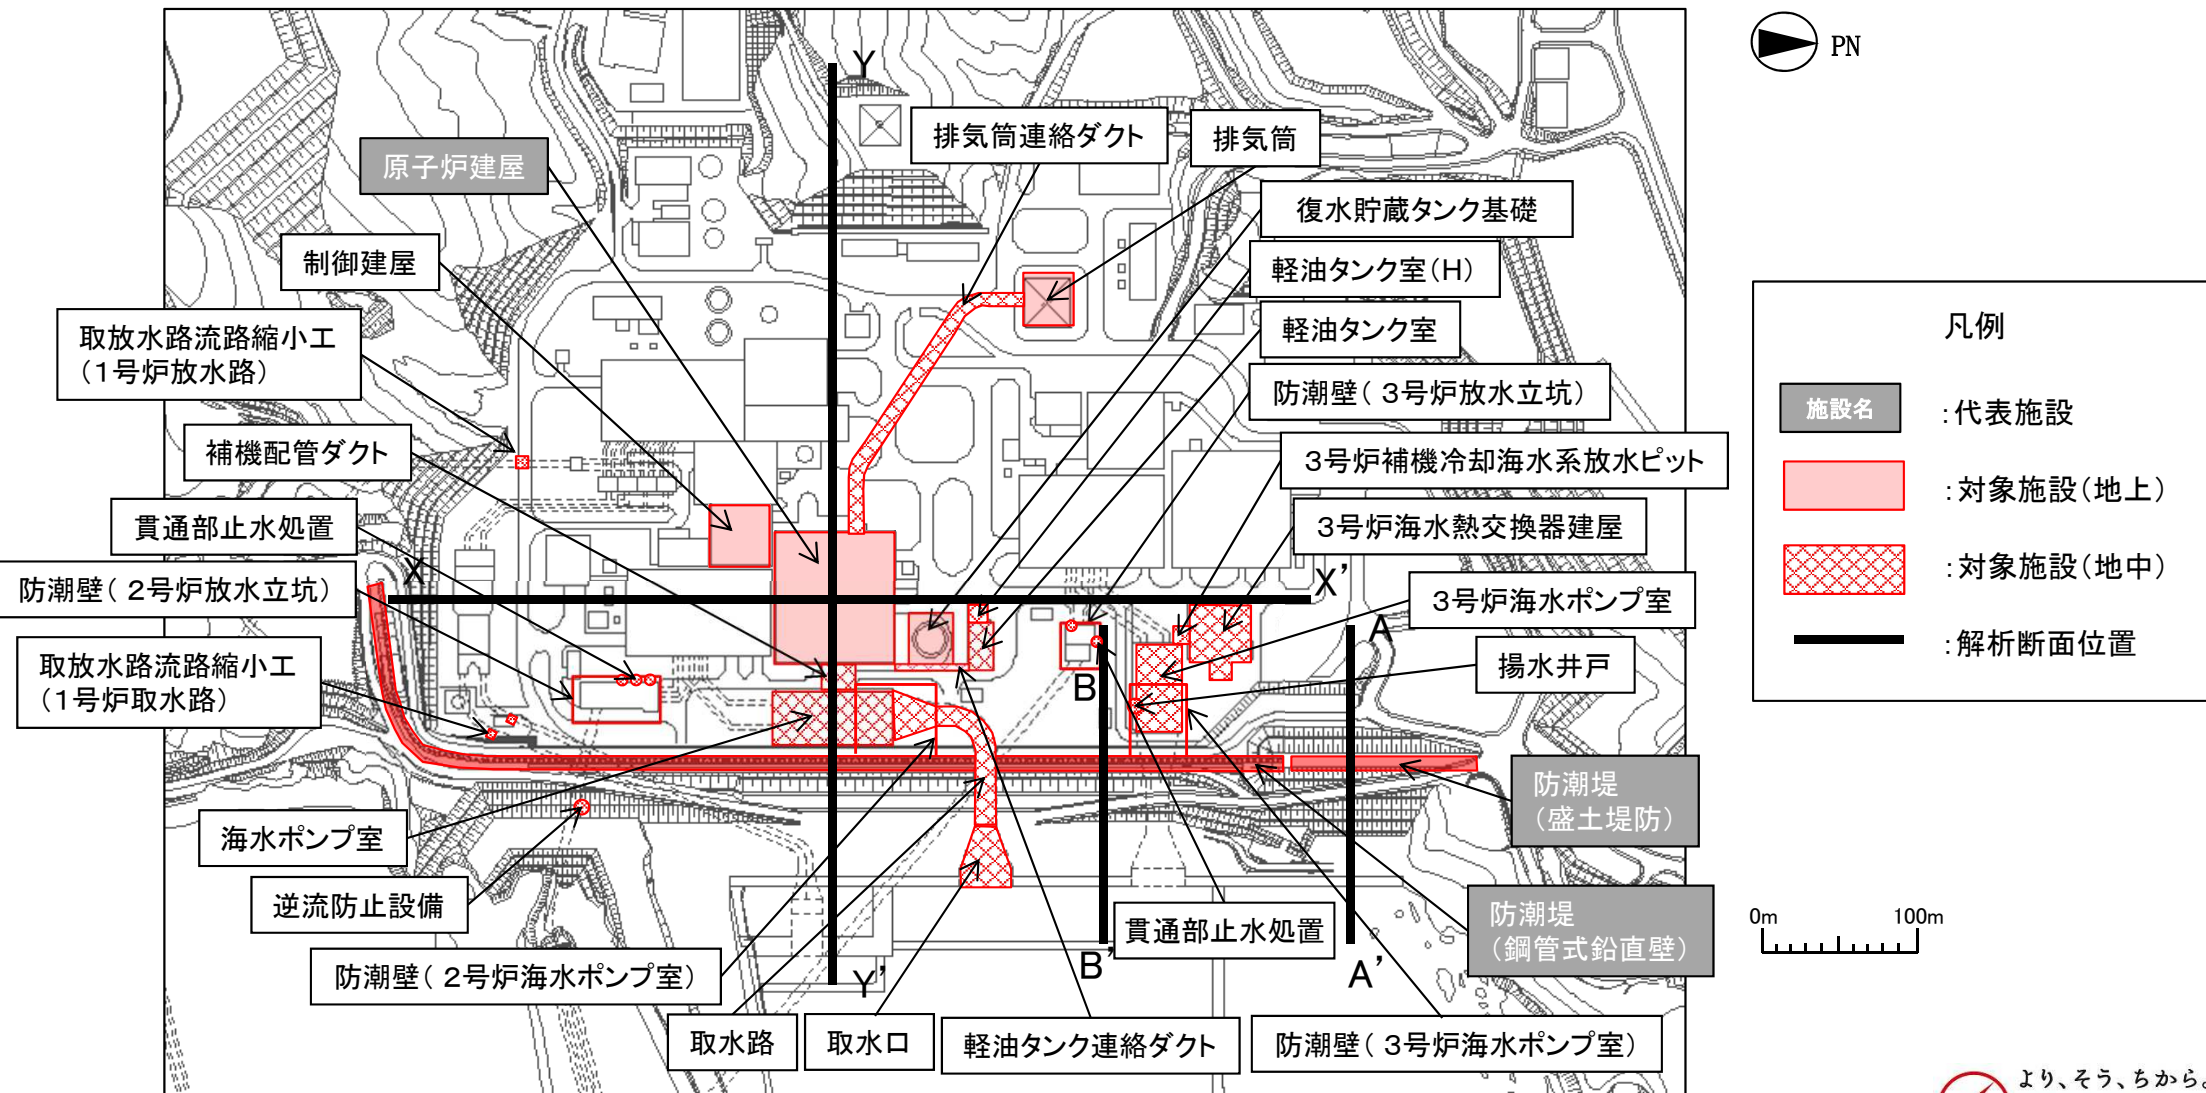 PN
Y
排気筒連絡ダクト
排気筒
原子炉建屋
復水貯蔵タンク基礎
制御建屋
軽油タンク室(H)
取放水路流路縮小工
(1号炉放水路)
軽油タンク室
凡例
防潮壁( 3号炉放水立坑)
施設名
:代表施設
補機配管ダクト
3号炉補機冷却海水系放水ピット
:対象施設(地上)
貫通部止水処置
3号炉海水熱交換器建屋
:対象施設(地中)
X
X’
防潮壁( 2号炉放水立坑)
3号炉海水ポンプ室
A
:解析断面位置
取放水路流路縮小工
(1号炉取水路)
揚水井戸
B
防潮堤
(盛土堤防)
海水ポンプ室
逆流防止設備
0m
100m
貫通部止水処置
防潮堤
(鋼管式鉛直壁)
防潮壁( 2号炉海水ポンプ室)
Y’
B’
A’
取水路
取水口
軽油タンク連絡ダクト
防潮壁( 3号炉海水ポンプ室)
より、そう、ちから。